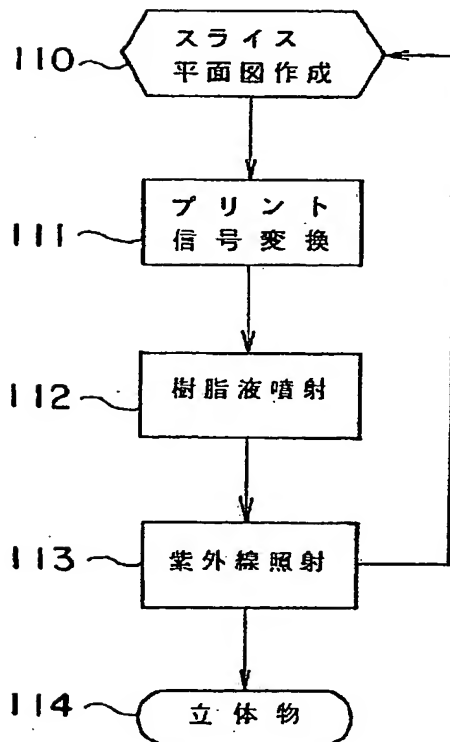 110
スライス
平面図作成
111
プリント
信号変換
112
樹脂液噴射
113
紫外線照射
114
立体物